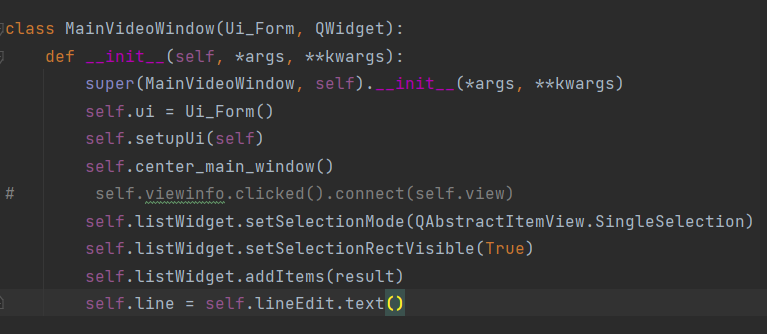 class MainVideoWindow(Ui_Form, QWidget):
    def __init__(self, *args, **kwargs):
        super(MainVideoWindow, self).__init__(*args, **kwargs)
        self.ui = Ui_Form()
        self.setupUi(self)
        self.center_main_window()
#        self.viewinfo.clicked().connect(self.view)
        self.listWidget.setSelectionMode(QAbstractItemView.SingleSelection)
        self.listWidget.setSelectionRectVisible(True)
        self.listWidget.addItems(result)
        self.line = self.lineEdit.text()